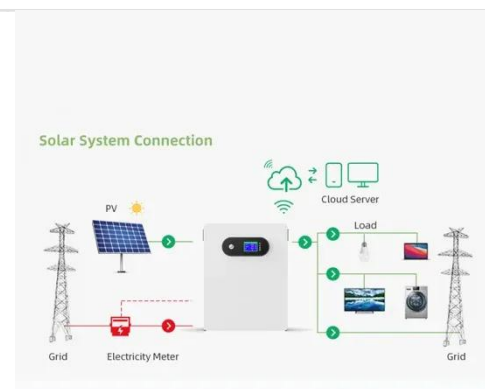 Solar System Connection
Cloud Server
PV
Load
Grid
Electricity Meter
Grid